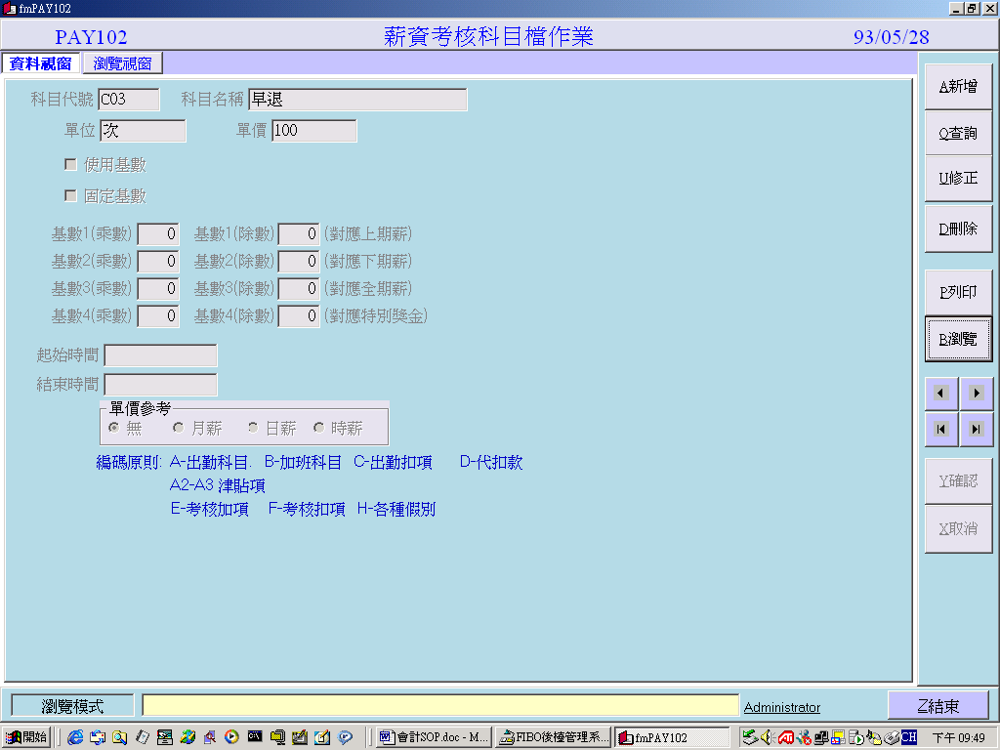 fmPAY102
PAY102 薪資考核科目檔作業 93/05/28
資料視窗 瀏覽視窗
科目代號 C03 科目名稱 早退
單位 次 單價 100
使用基數
固定基數
基數1(乘數) 0 基數1(除數) 0 (對應上期薪)
基數2(乘數) 0 基數2(除數) 0 (對應下期薪)
基數3(乘數) 0 基數3(除數) 0 (對應全期薪)
基數4(乘數) 0 基數4(除數) 0 (對應特別獎金)
起始時間
結束時間
單價參考
無 月薪 日薪 時薪
編碼原則: A-出勤科目. B-加班科目 C-出勤扣項 D-代扣款
A2-A3 津貼項
E-考核加項 F-考核扣項 H-各種假別
A新增
Q查詢
U修正
D刪除
P列印
B瀏覽
Y確認
X取消
瀏覽模式 Administrator Z結束
開始 會計SOP.doc - M... FIBO後檯管理系... fmPAY102 CH 下午 09:49